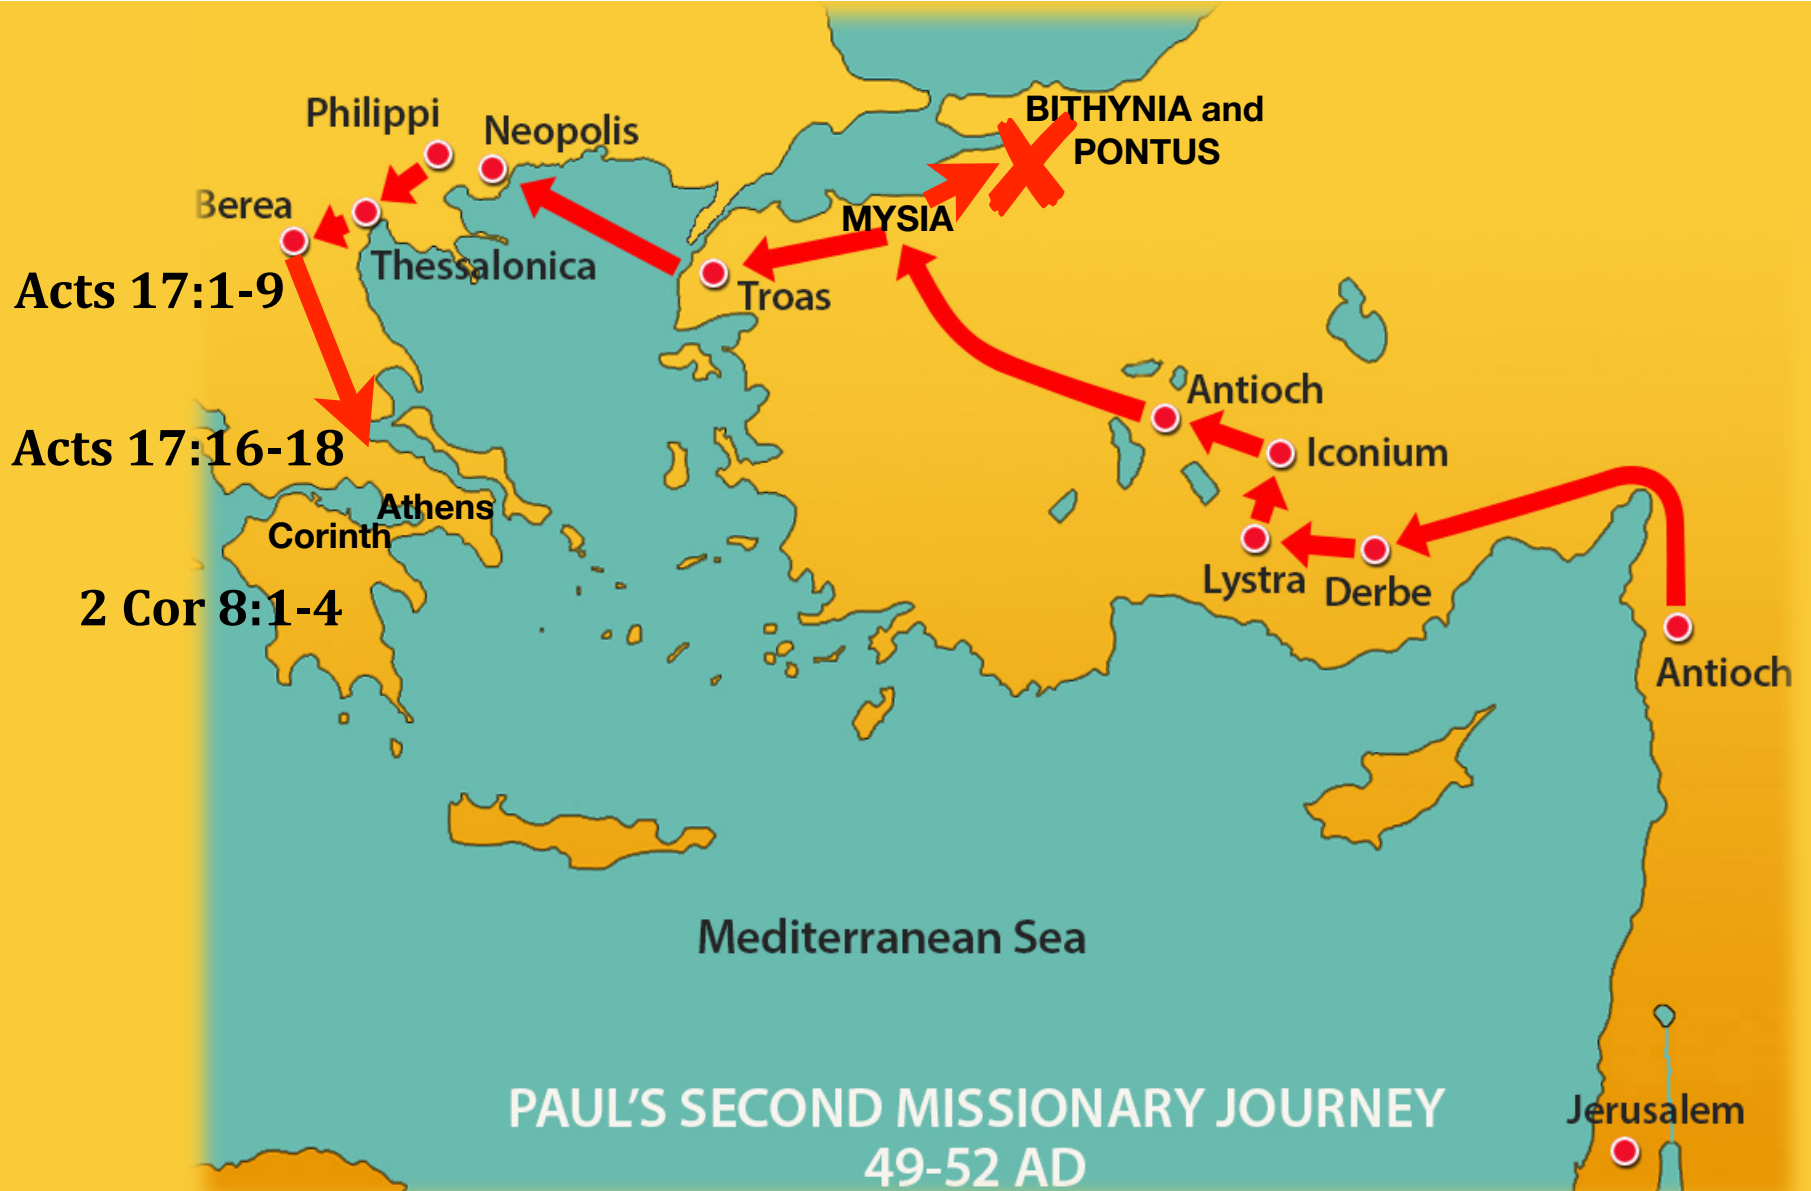 Philippi
Neopolis
BITHYNIA and
PONTUS
Berea
MYSIA
Thessalonica
Acts 17:1-9
Troas
Antioch
Acts 17:16-18
Iconium
Athens
Corinth
Lystra
Derbe
2 Cor 8:1-4
Antioch
Mediterranean Sea
PAUL'S SECOND MISSIONARY JOURNEY
49-52 AD
Jerusalem